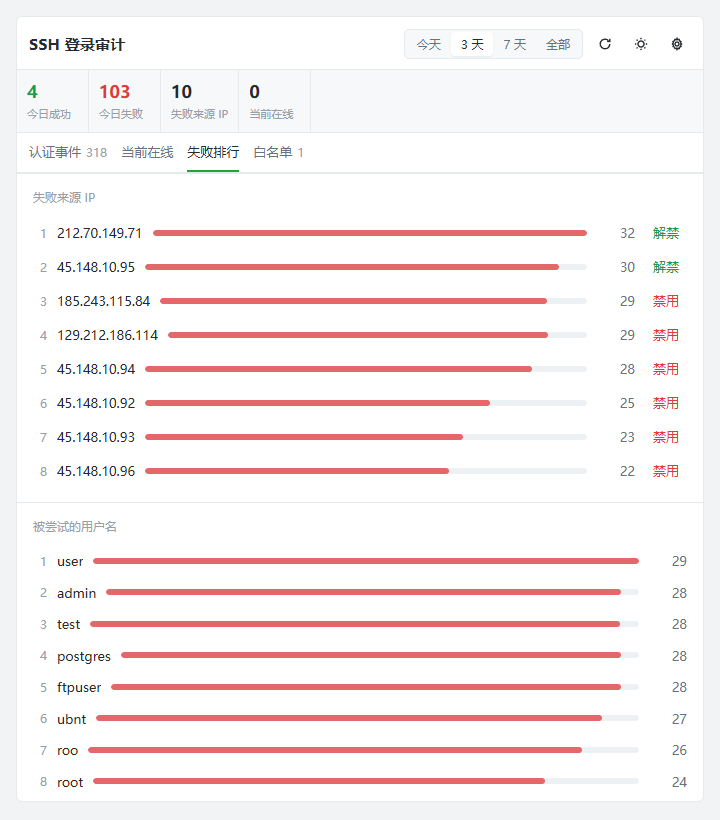 SSH 登录审计
今天 3 天 7 天 全部
4 103 10 0
今日成功 今日失败 失败来源 IP 当前在线
认证事件 318 当前在线 失败排行 白名单 1
失败来源 IP
1 212.70.149.71 32 解禁
2 45.148.10.95 30 解禁
3 185.243.115.84 29 禁用
4 129.212.186.114 29 禁用
5 45.148.10.94 28 禁用
6 45.148.10.92 25 禁用
7 45.148.10.93 23 禁用
8 45.148.10.96 22 禁用
被尝试的用户名
1 user 29
2 admin 28
3 test 28
4 postgres 28
5 ftpuser 28
6 ubnt 27
7 roo 26
8 root 24